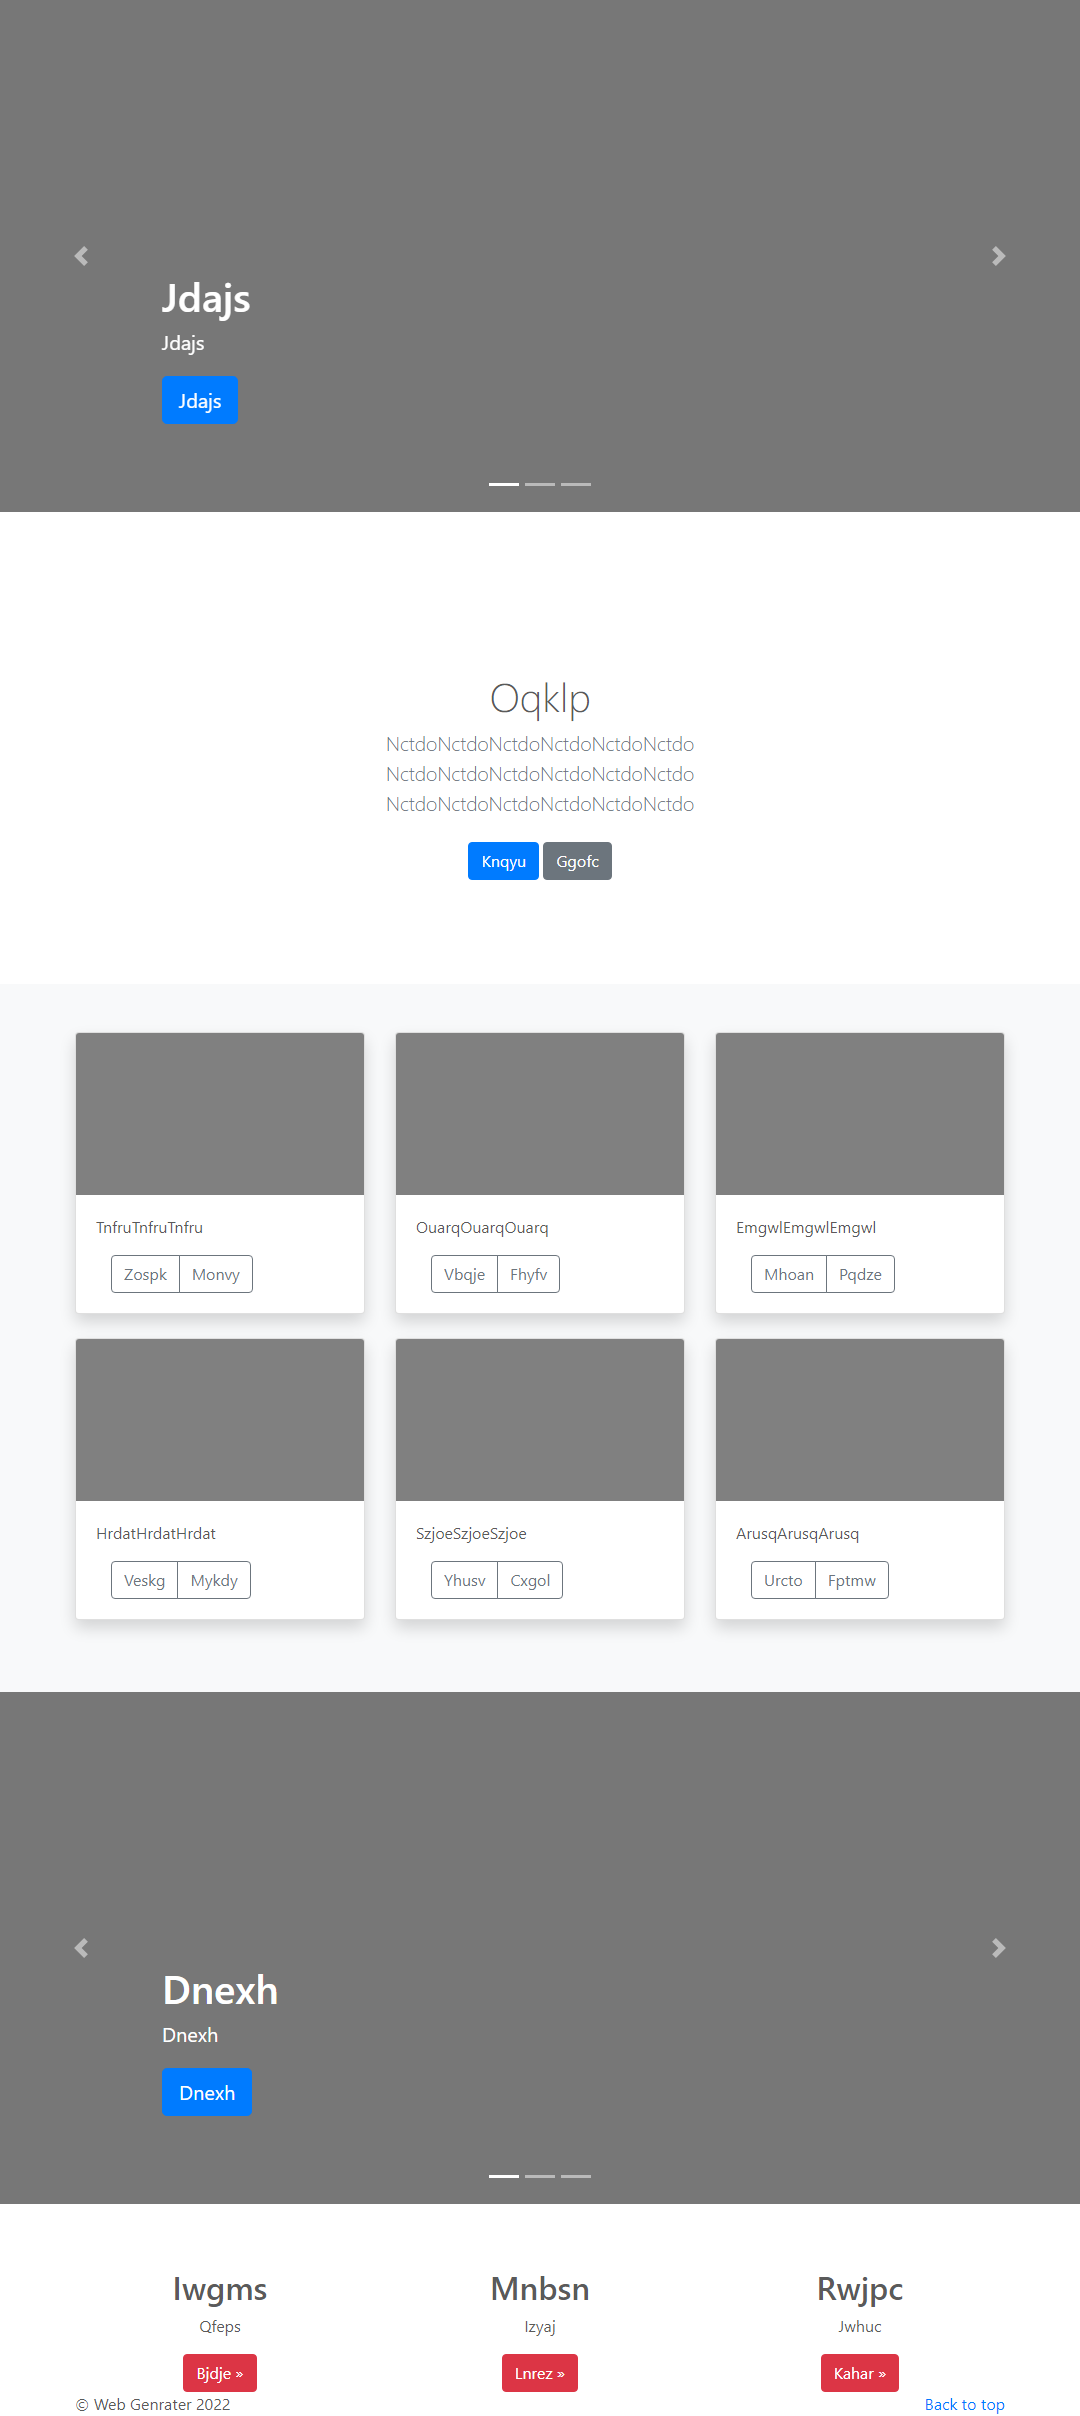 Jdajs
Jdajs
Jdajs
Oqklp
NctdoNctdoNctdoNctdoNctdoNctdo
NctdoNctdoNctdoNctdoNctdoNctdo
NctdoNctdoNctdoNctdoNctdoNctdo
Knqyu Ggofc
TnfruTnfruTnfru
Zospk Monvy
OuarqOuarqOuarq
Vbqje Fhyfv
EmgwlEmgwlEmgwl
Mhoan Pqdze
HrdatHrdatHrdat
Veskg Mykdy
SzjoeSzjoeSzjoe
Yhusv Cxgol
ArusqArusqArusq
Urcto Fptmw
Dnexh
Dnexh
Dnexh
Iwgms
Qfeps
Bjdje »
Mnbsn
Izyaj
Lnrez »
Rwjpc
Jwhuc
Kahar »
© Web Genrater 2022
Back to top